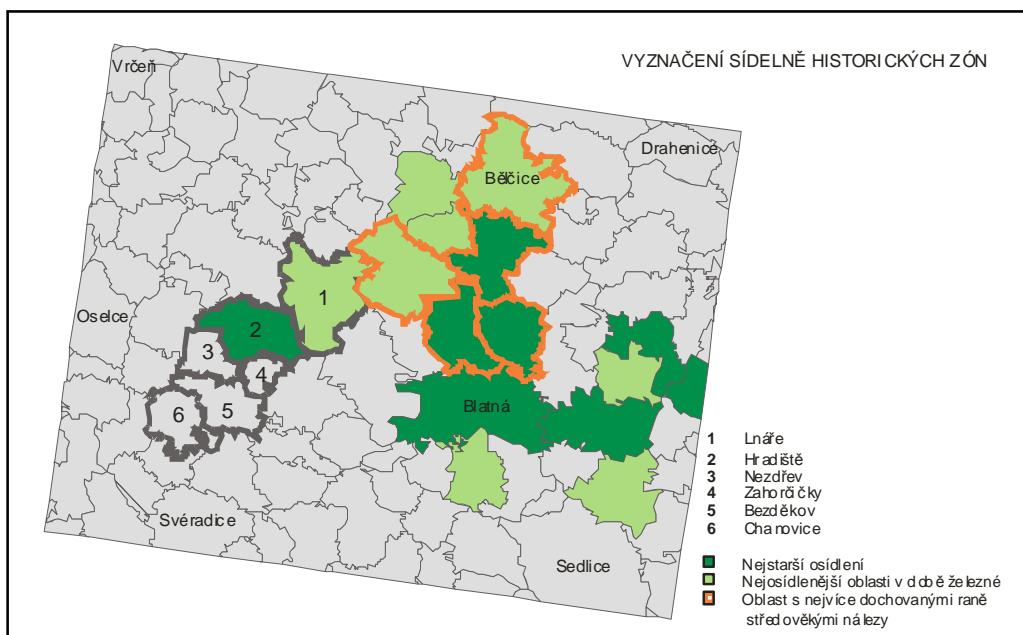 VYZNAČENÍ SÍDELNĚ HISTORICKÝCH ZÓN
Vrčeň
Drahenice
Bělčice
1
Oselce
2
3
4
Blatná
6
5
1 Lnáře
2 Hradiště
3 Nezdřev
4 Zahorčičky
5 Bezděkov
6 Chanovice
Svéradice
Sedlice
Nejstarší osídlení
Nejosídlenější oblasti v době železné
Oblast s nejvíce dochovanými raně
středověkými nálezy